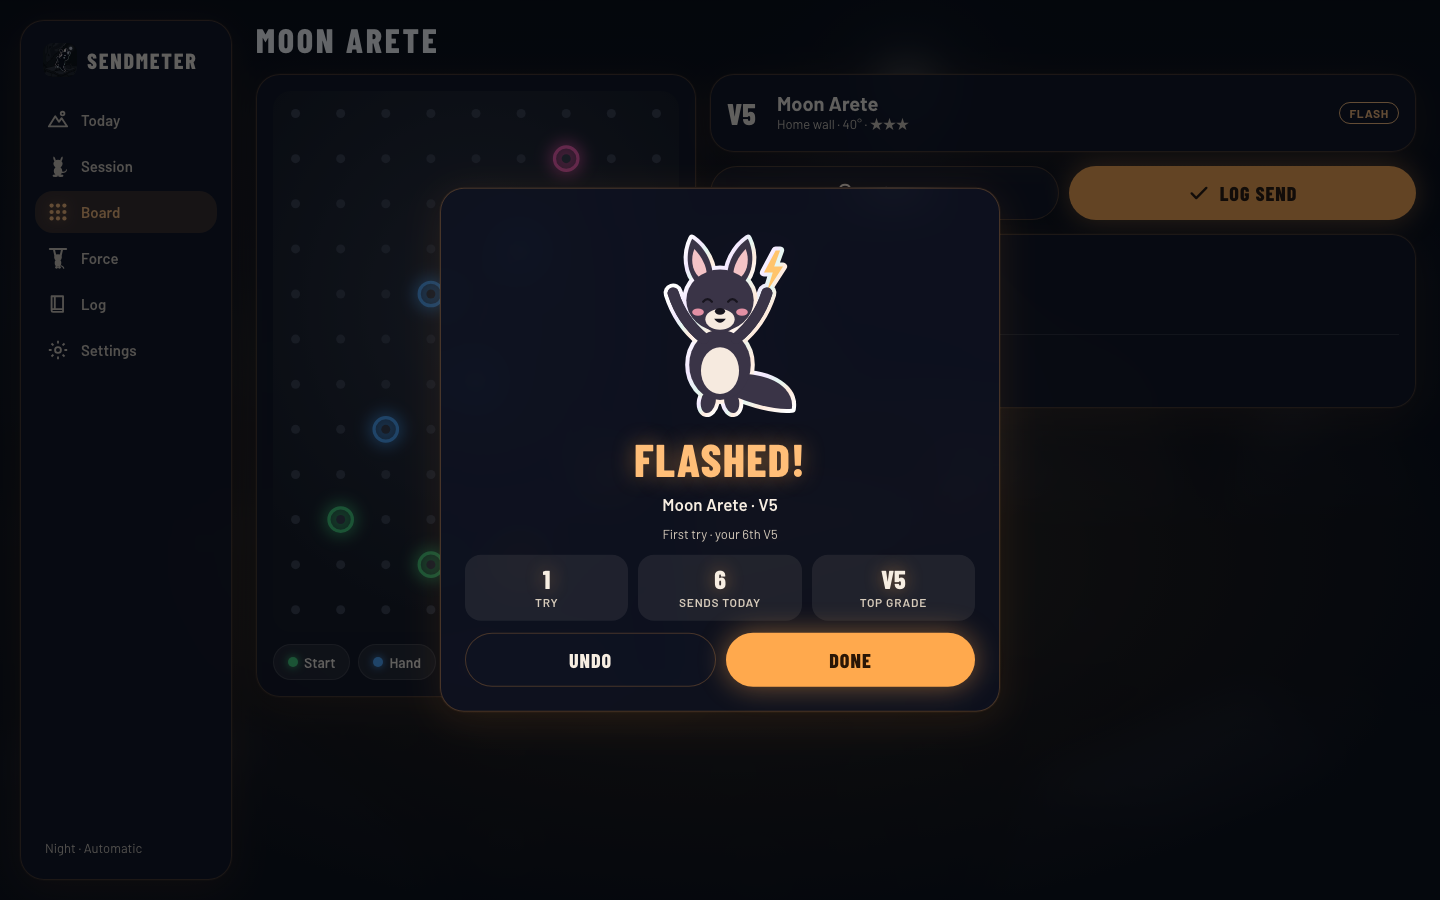 MOON ARETE
SENDMETER
Today
Session
Board
Force
Log
Settings
Night · Automatic
V5
Moon Arete
Home wall · 40° · ★★★
FLASH
LOG SEND
Start
Hand
FLASHED!
Moon Arete · V5
First try · your 6th V5
1
TRY
6
SENDS TODAY
V5
TOP GRADE
UNDO
DONE